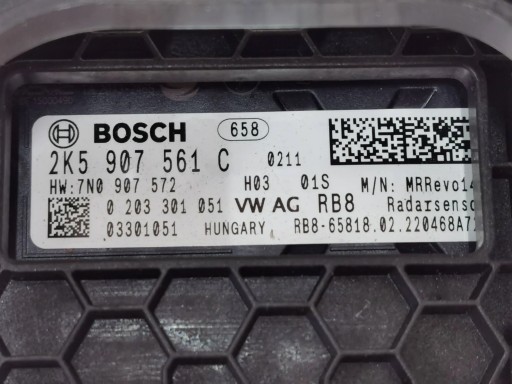 BOSCH 658
2K5 907 561 C 0211
HW:7N0 907 572 H03 01S M/N: MRRevo14
0 203 301 051 VW AG RB8 Radarsenso
03301051 HUNGARY RB8-65818.02.220468A71